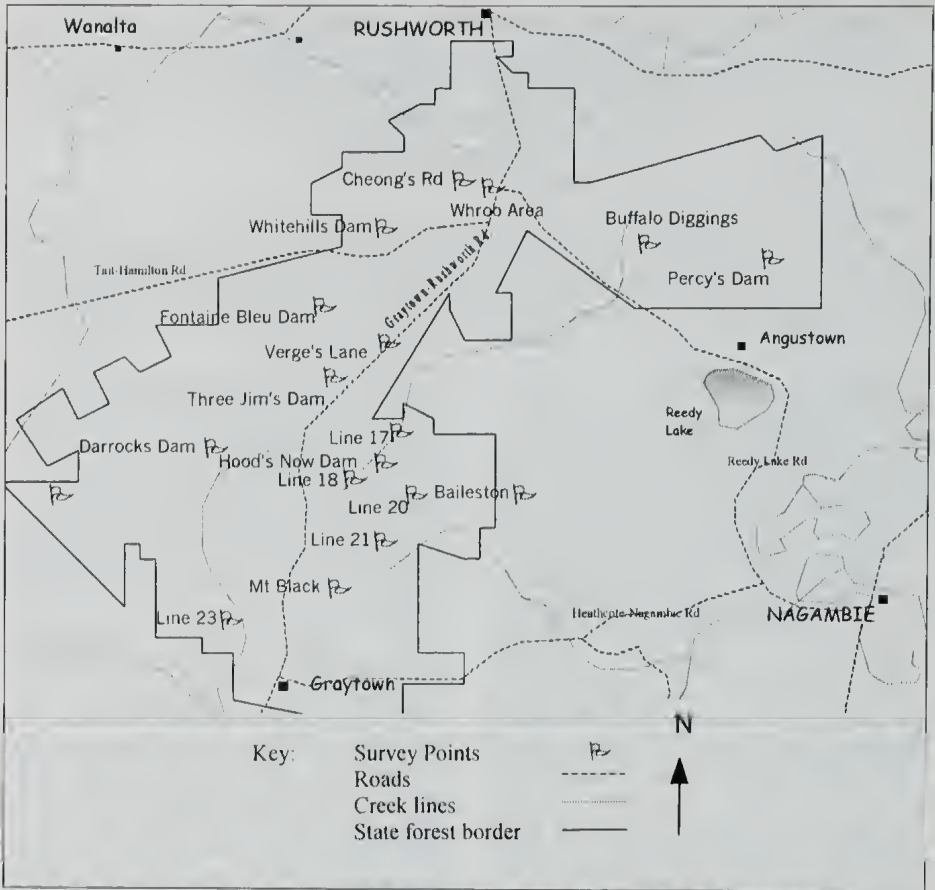 Wanalta
RUSHWORTH
Cheong's Rd
Whroo Area
Whitehills Dam
Buffalo Diggings
Percy's Dam
Tait-Hamilton Rd
Graytown-Rushworth Rd
Fontaine Bleu Dam
Verge's Lane
Angustown
Three Jim's Dam
Reedy
Lake
Line 17
Darrocks Dam
Hood's Now Dam
Reedy Lake Rd
Line 18
Line 20
Baileston
Line 21
Mt Black
Line 23
Heathcote-Nagambie Rd
NAGAMBIE
Graytown
N
Key:
Survey Points
Roads
Creek lines
State forest border